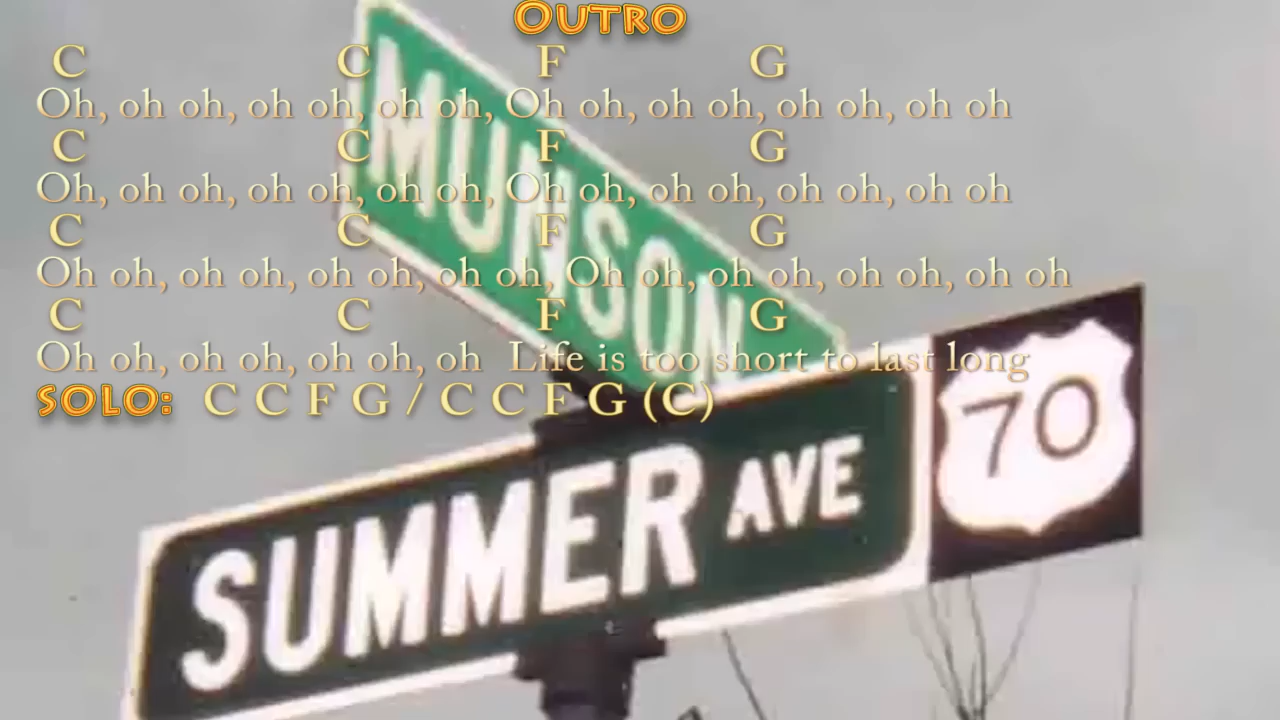 OUTRO
C C F G
Oh, oh oh, oh oh, oh oh, Oh oh, oh oh, oh oh, oh oh
C C F G
Oh, oh oh, oh oh, oh oh, Oh oh, oh oh, oh oh, oh oh
C C F G
Oh oh, oh oh, oh oh, oh oh, Oh oh, oh oh, oh oh, oh oh
C C F G
Oh oh, oh oh, oh oh, oh Life is too short to last long
SOLO: C C F G / C C F G (C)
MUNSON
70
SUMMER AVE